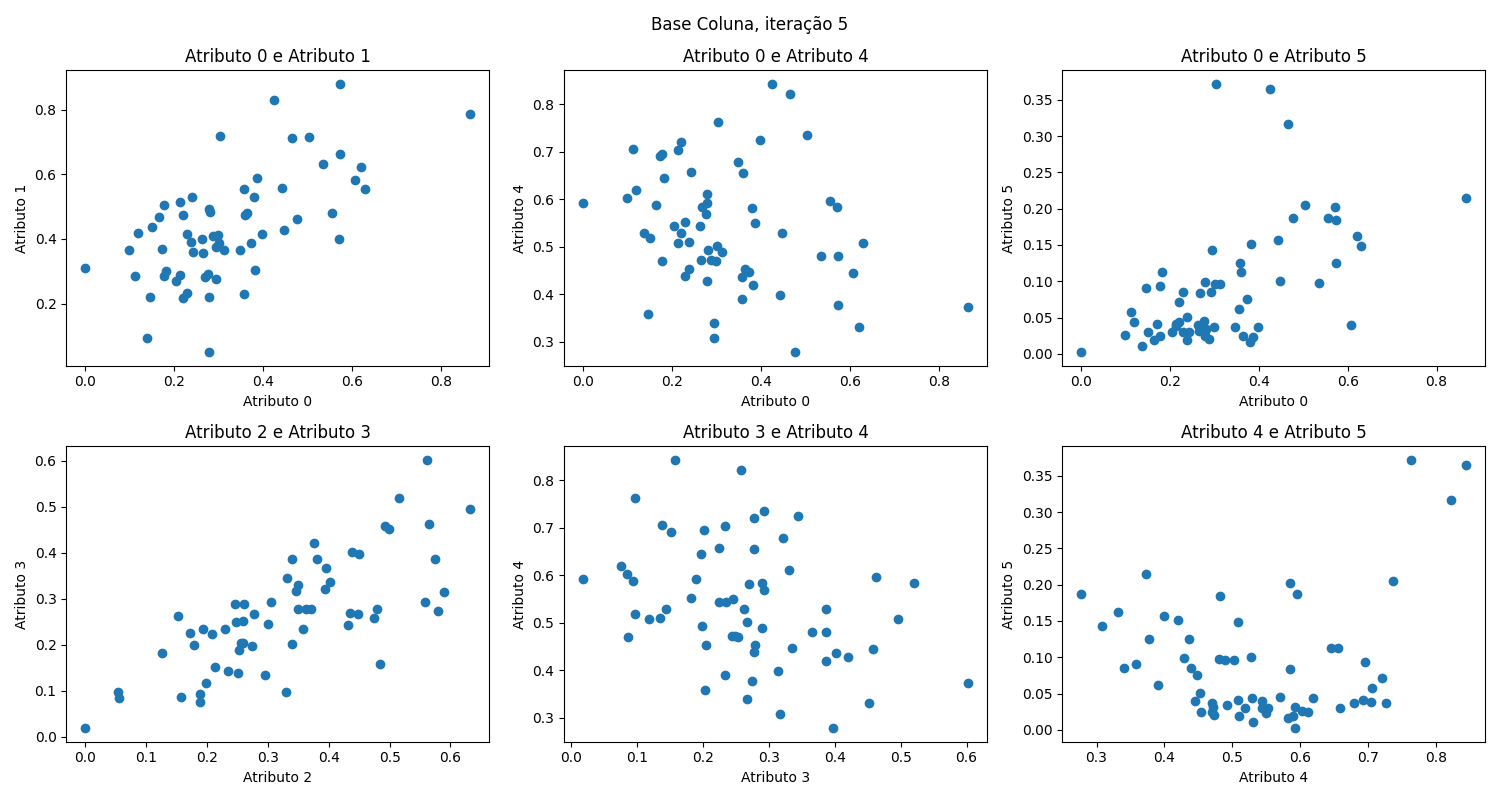 Base Coluna, iteração 5
Atributo 0 e Atributo 1
Atributo 1
0.8
0.6
0.4
0.2
0.0 0.2 0.4 0.6 0.8
Atributo 0
Atributo 0 e Atributo 4
Atributo 4
0.8
0.7
0.6
0.5
0.4
0.3
0.0 0.2 0.4 0.6 0.8
Atributo 0
Atributo 0 e Atributo 5
Atributo 5
0.35
0.30
0.25
0.20
0.15
0.10
0.05
0.00
0.0 0.2 0.4 0.6 0.8
Atributo 0
Atributo 2 e Atributo 3
Atributo 3
0.6
0.5
0.4
0.3
0.2
0.1
0.0
0.0 0.1 0.2 0.3 0.4 0.5 0.6
Atributo 2
Atributo 3 e Atributo 4
Atributo 4
0.8
0.7
0.6
0.5
0.4
0.3
0.0 0.1 0.2 0.3 0.4 0.5 0.6
Atributo 3
Atributo 4 e Atributo 5
Atributo 5
0.35
0.30
0.25
0.20
0.15
0.10
0.05
0.00
0.3 0.4 0.5 0.6 0.7 0.8
Atributo 4